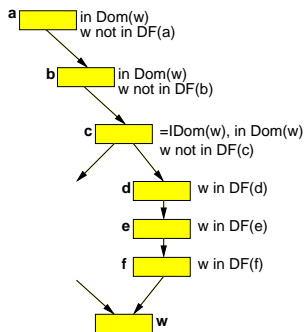 a
in Dom(w)
w not in DF(a)
b
in Dom(w)
w not in DF(b)
c
=IDom(w), in Dom(w)
w not in DF(c)
d
w in DF(d)
e
w in DF(e)
f
w in DF(f)
w